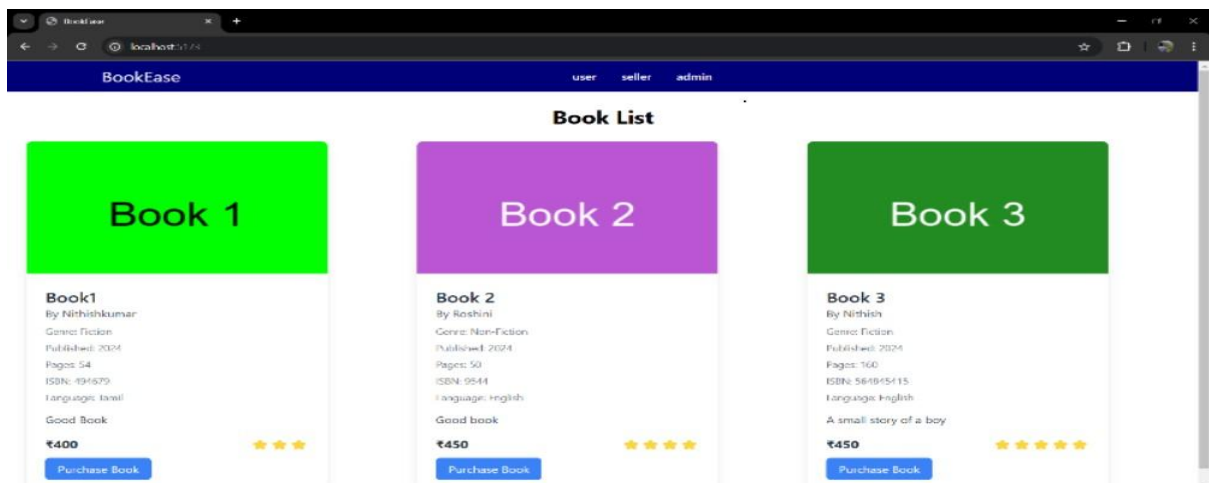 BookEase
localhost:5173
BookEase
user seller admin
Book List
Book 1
Book1
By Nithishkumar
Genre: Fiction
Published: 2024
Pages: 54
ISBN: 494679
Language: Tamil
Good Book
₹400
Purchase Book
Book 2
Book 2
By Roshini
Genre: Non-Fiction
Published: 2024
Pages: 50
ISBN: 9544
Language: English
Good book
₹450
Purchase Book
Book 3
Book 3
By Nithish
Genre: Fiction
Published: 2024
Pages: 160
ISBN: 564845415
Language: English
A small story of a boy
₹450
Purchase Book